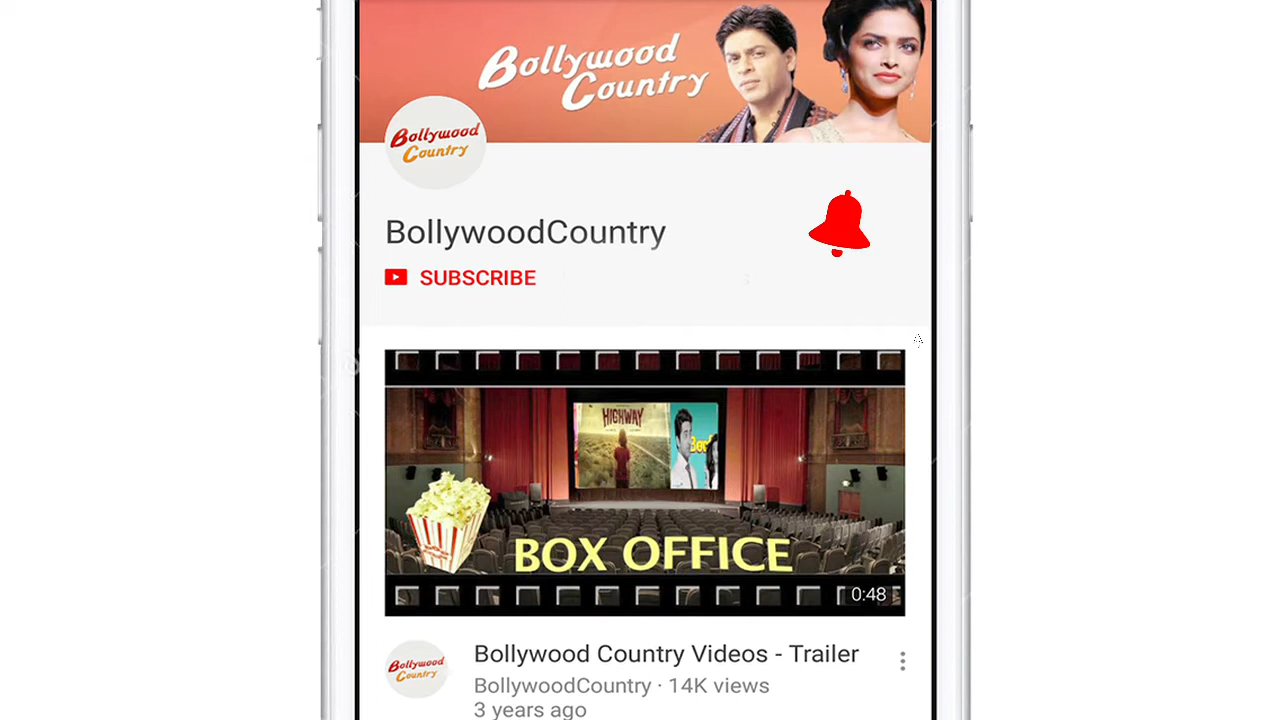 Bollywood
Country
Bollywood
Country
BollywoodCountry
SUBSCRIBE
HIGHWAY
BOX OFFICE
0:48
Bollywood Country Videos - Trailer
Bollywood
Country
BollywoodCountry · 14K views
3 years ago